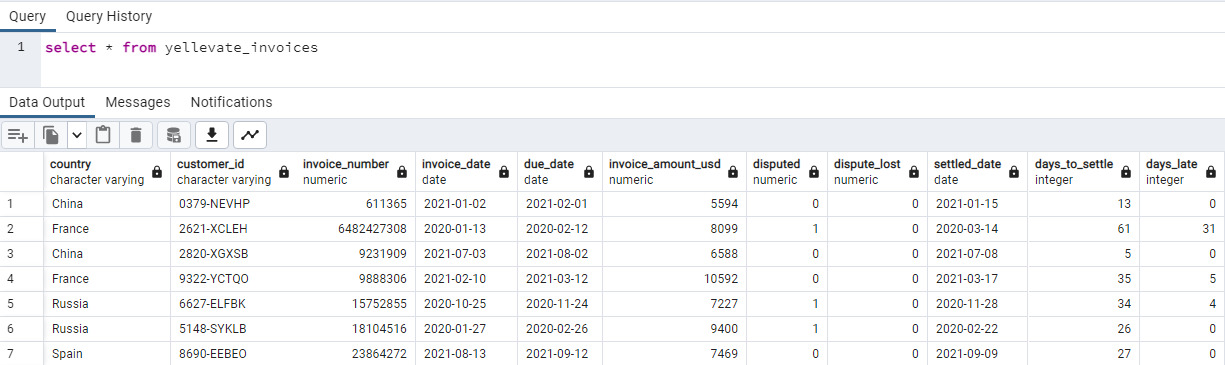 Query Query History
1 select * from yellevate_invoices
Data Output Messages Notifications
country customer_id invoice_number invoice_date due_date invoice_amount_usd disputed dispute_lost settled_date days_to_settle days_late
character varying character varying numeric date date numeric numeric numeric date integer integer
1 China 0379-NEVHP 611365 2021-01-02 2021-02-01 5594 0 0 2021-01-15 13 0
2 France 2621-XCLEH 6482427308 2020-01-13 2020-02-12 8099 1 0 2020-03-14 61 31
3 China 2820-XGXSB 9231909 2021-07-03 2021-08-02 6588 0 0 2021-07-08 5 0
4 France 9322-YCTQO 9888306 2021-02-10 2021-03-12 10592 0 0 2021-03-17 35 5
5 Russia 6627-ELFBK 15752855 2020-10-25 2020-11-24 7227 1 0 2020-11-28 34 4
6 Russia 5148-SYKLB 18104516 2020-01-27 2020-02-26 9400 1 0 2020-02-22 26 0
7 Spain 8690-EEBEO 23864272 2021-08-13 2021-09-12 7469 0 0 2021-09-09 27 0